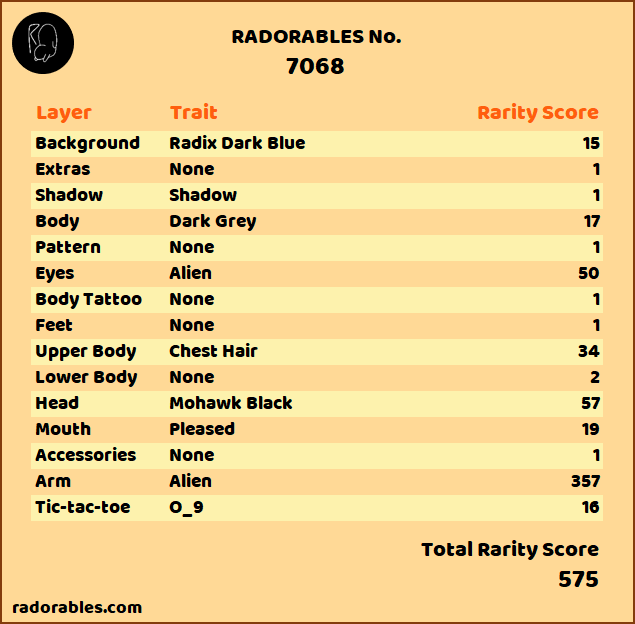 RADORABLES No.
7068
Layer Trait Rarity Score
Background Radix Dark Blue 15
Extras None 1
Shadow Shadow 1
Body Dark Grey 17
Pattern None 1
Eyes Alien 50
Body Tattoo None 1
Feet None 1
Upper Body Chest Hair 34
Lower Body None 2
Head Mohawk Black 57
Mouth Pleased 19
Accessories None 1
Arm Alien 357
Tic-tac-toe O_9 16
Total Rarity Score
575
radorables.com